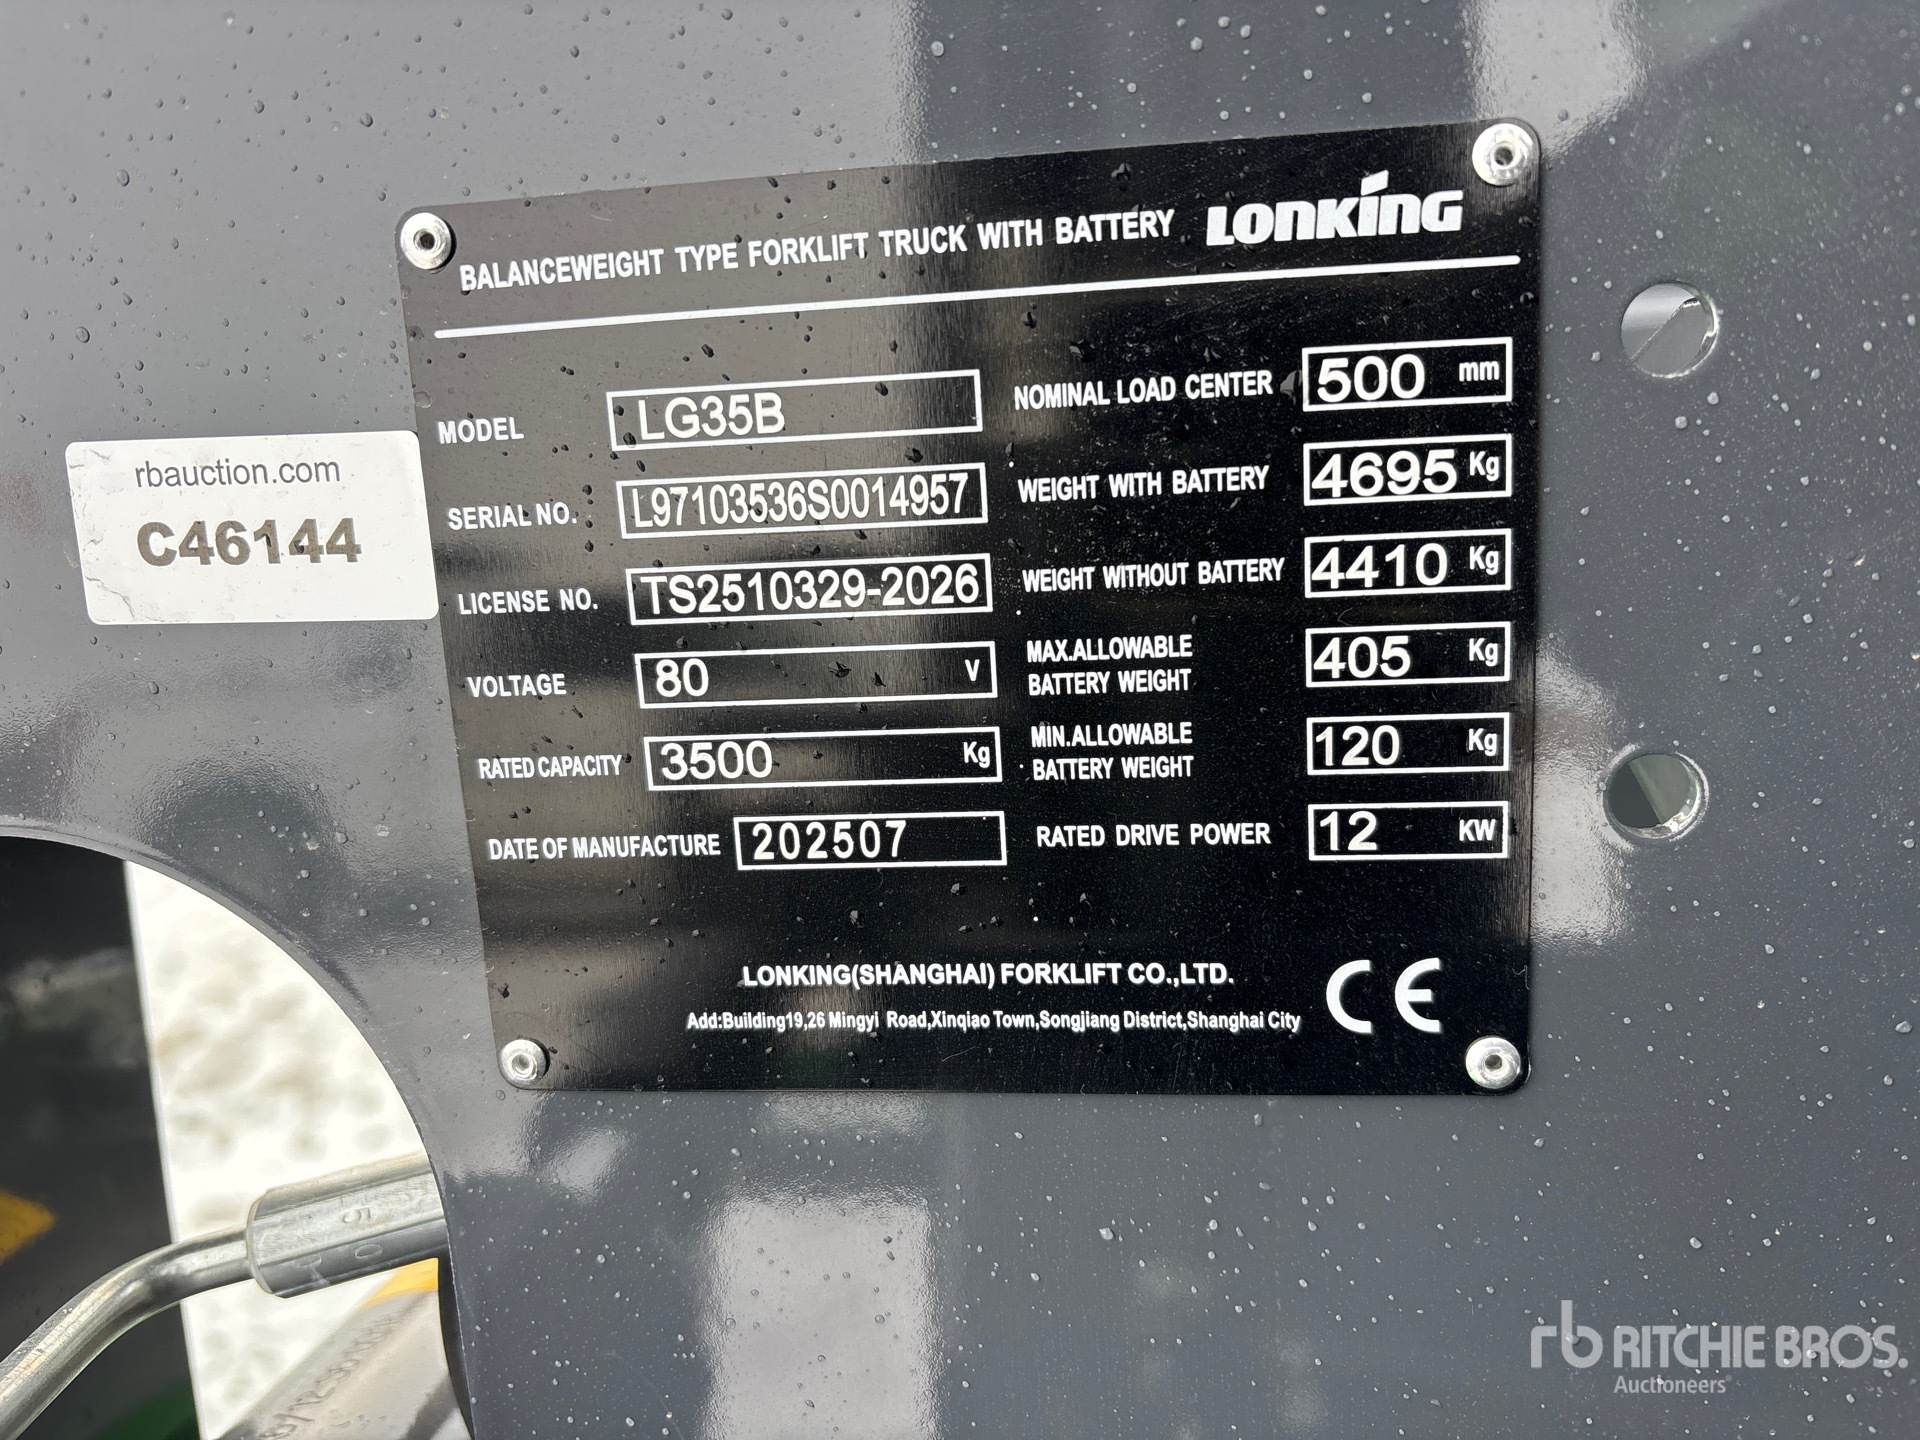 BALANCEWEIGHT TYPE FORKLIFT TRUCK WITH BATTERY LONKING
MODEL LG35B
SERIAL NO. L97103536S0014957
LICENSE NO. TS2510329-2026
VOLTAGE 80 V
RATED CAPACITY 3500 Kg
DATE OF MANUFACTURE 202507
NOMINAL LOAD CENTER 500 mm
WEIGHT WITH BATTERY 4695 Kg
WEIGHT WITHOUT BATTERY 4410 Kg
MAX.ALLOWABLE
BATTERY WEIGHT 405 Kg
MIN.ALLOWABLE
BATTERY WEIGHT 120 Kg
RATED DRIVE POWER 12 KW
LONKING(SHANGHAI) FORKLIFT CO.,LTD.
Add:Building19,26 Mingyi Road,Xinqiao Town,Songjiang District,Shanghai City
CE
rbauction.com
C46144
rb RITCHIE BROS.
Auctioneers